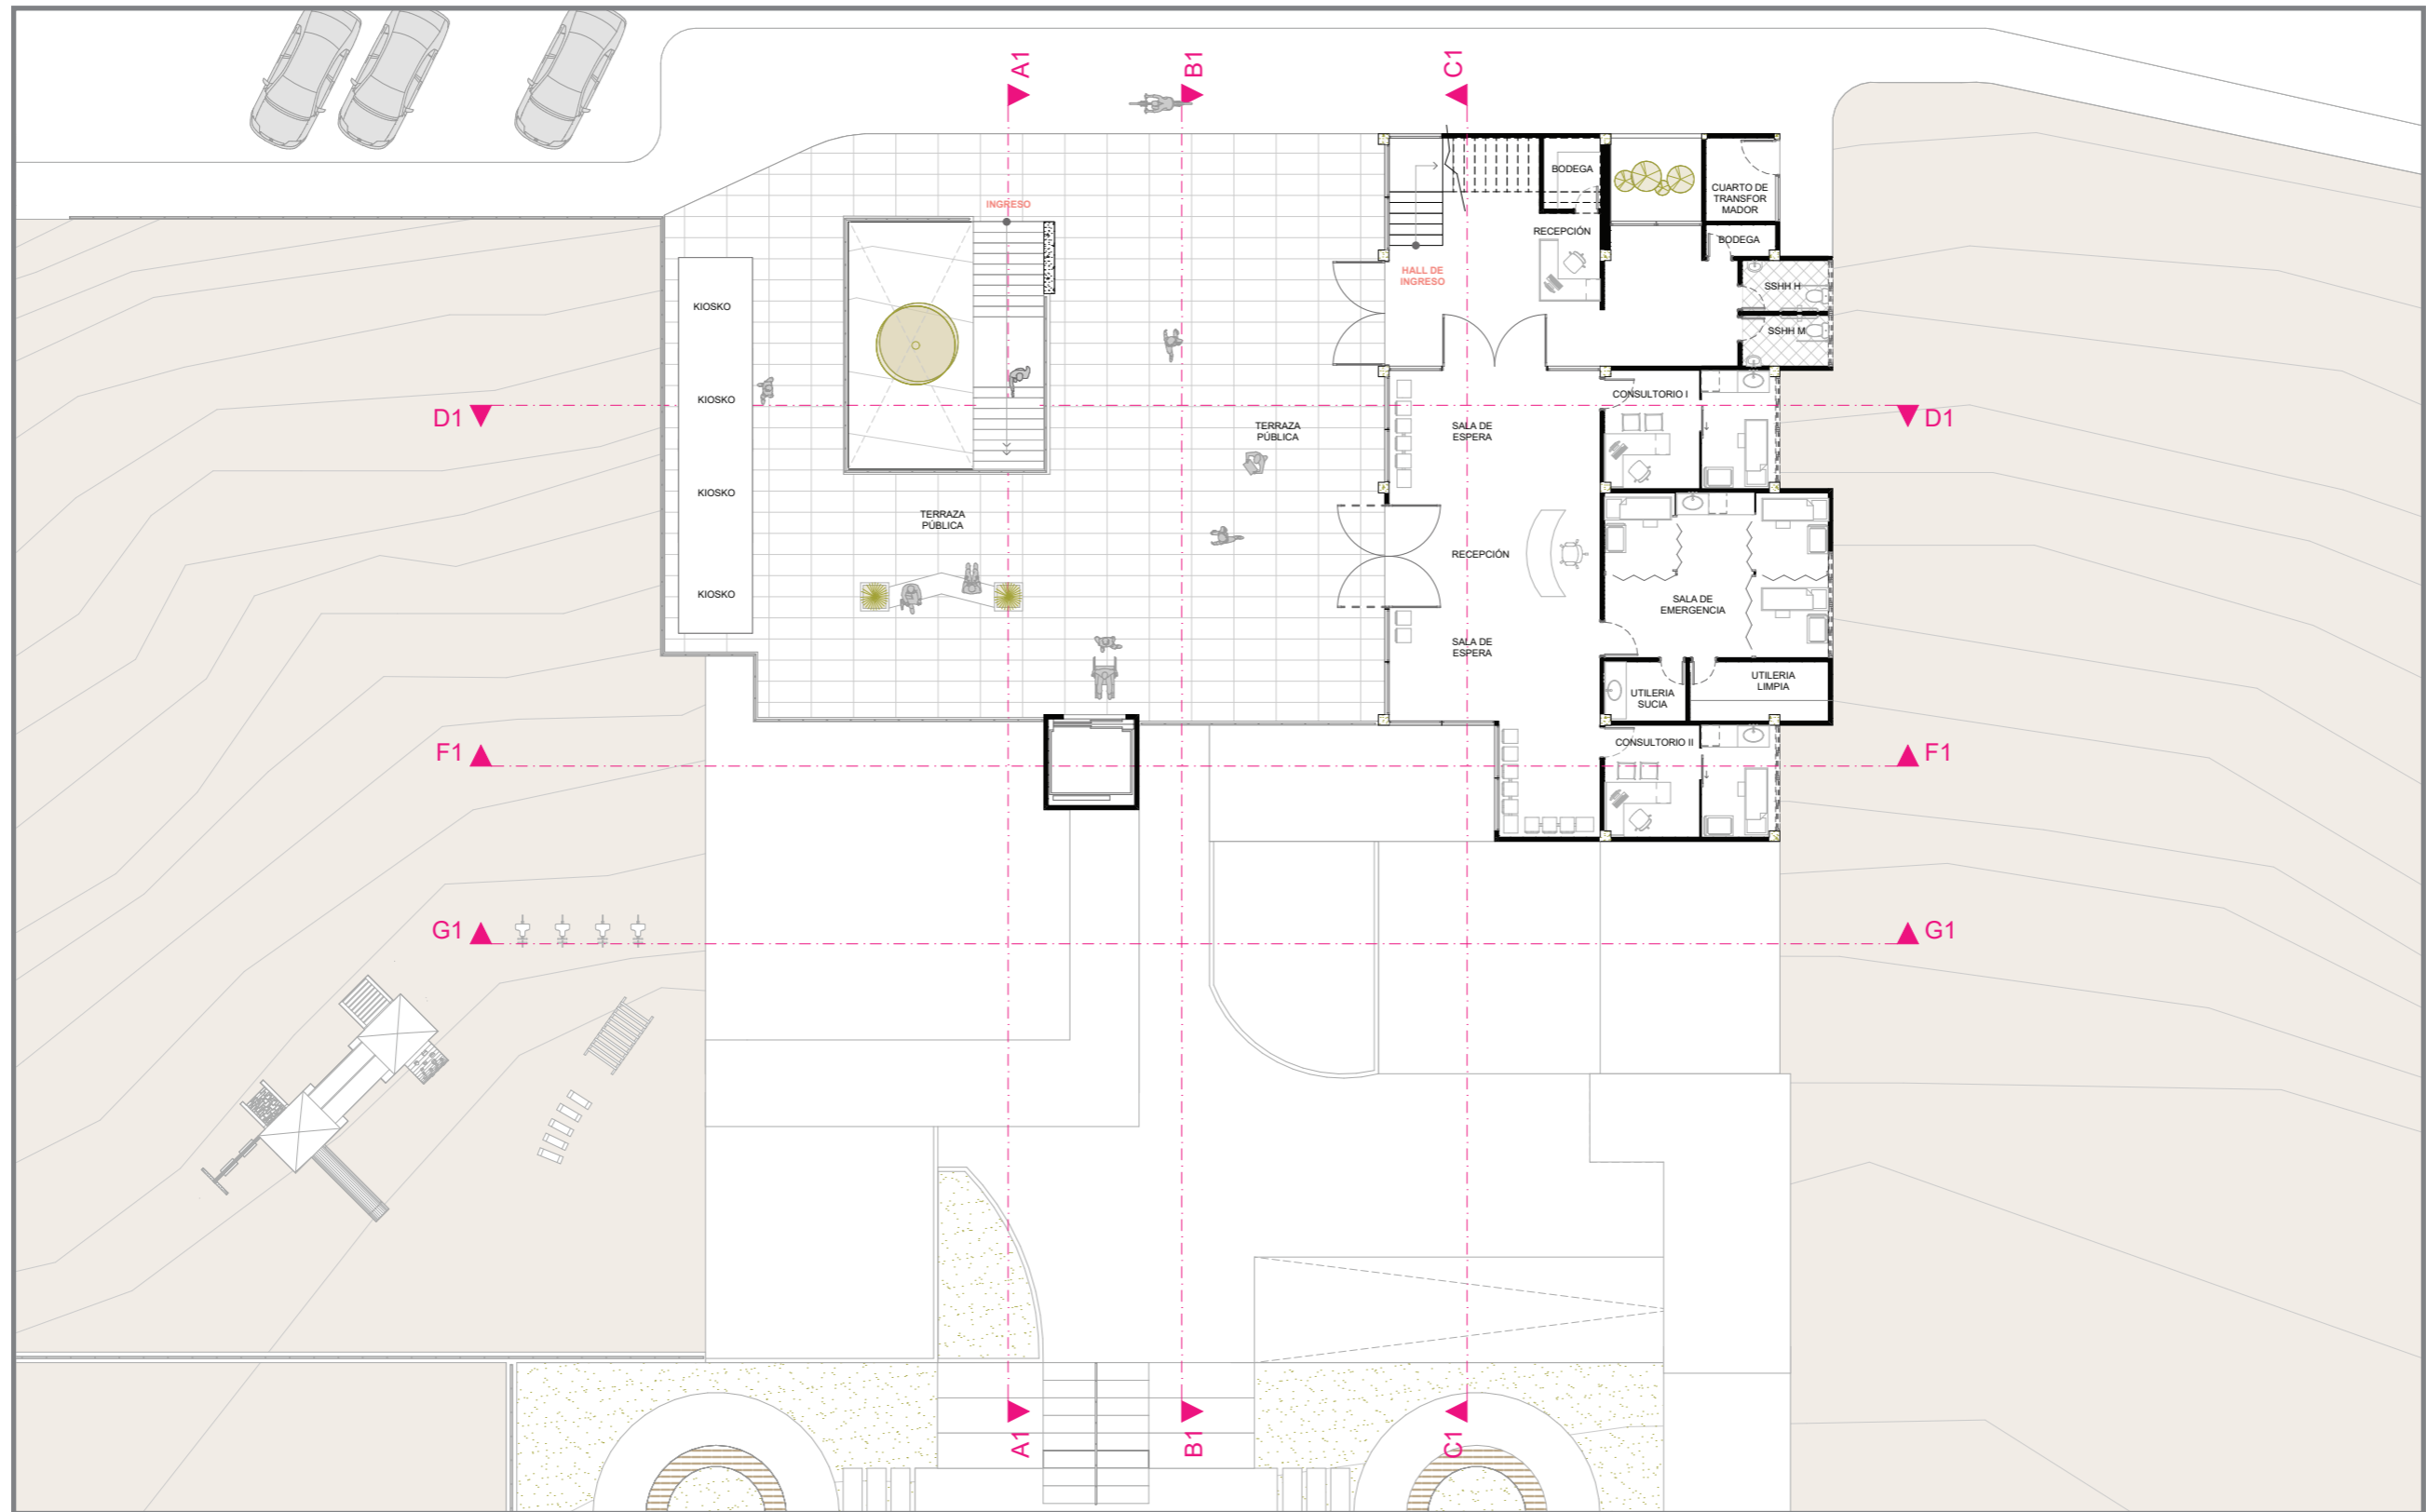 A1
B1
C1
BODEGA
CUARTO DE
TRANSFOR
MADOR
INGRESO
RECEPCIÓN
BODEGA
HALL DE
INGRESO
SSHH H
KIOSKO
SSHH M
CONSULTORIO I
KIOSKO
D1
D1
TERRAZA
PÚBLICA
SALA DE
ESPERA
KIOSKO
TERRAZA
PÚBLICA
RECEPCIÓN
KIOSKO
SALA DE
EMERGENCIA
SALA DE
ESPERA
UTILERIA
LIMPIA
UTILERIA
SUCIA
CONSULTORIO II
F1
F1
G1
G1
A1
B1
C1